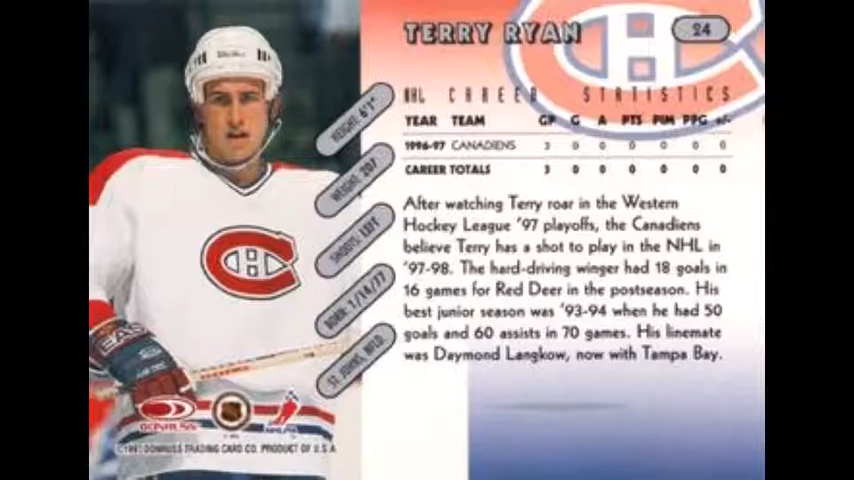 TERRY RYAN
24
NHL CAREER STATISTICS
YEAR TEAM GP G A PTS PIM PPG +/-
1996-97 CANADIENS 3 0 0 0 0 0 0
CAREER TOTALS 3 0 0 0 0 0 0
After watching Terry roar in the Western
Hockey League '97 playoffs, the Canadiens
believe Terry has a shot to play in the NHL in
'97-98. The hard-driving winger had 18 goals in
16 games for Red Deer in the postseason. His
best junior season was '93-94 when he had 50
goals and 60 assists in 70 games. His linemate
was Daymond Langkow, now with Tampa Bay.
HEIGHT: 6'1"
WEIGHT: 207
SHOOTS: LEFT
BORN: 1/14/77
ST. JOHNS, NFLD.
DONRUSS
NHLPA
©1997 DONRUSS TRADING CARD CO. PRODUCT OF U.S.A.